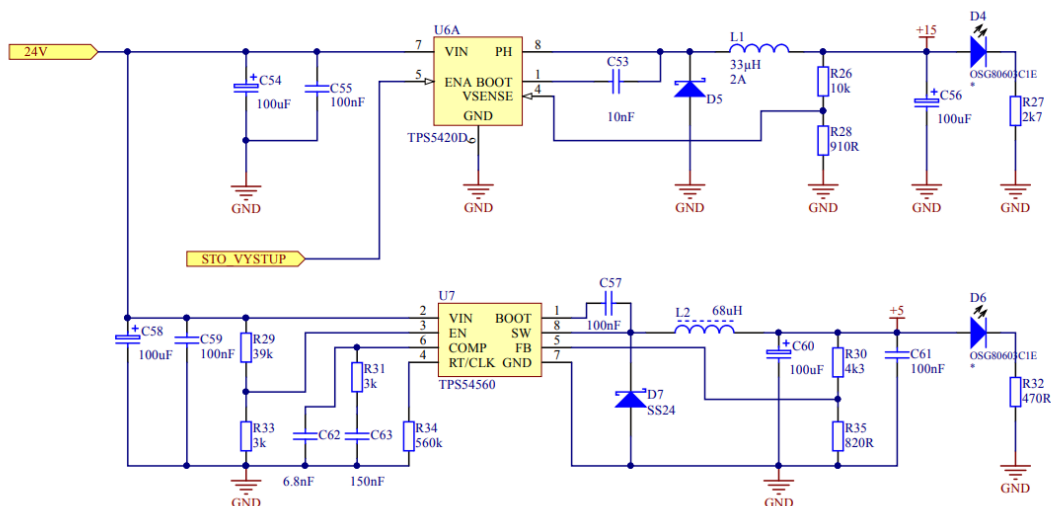 24V
C54
100uF
C55
100nF
GND
U6A
7
VIN
PH
8
5
ENA
BOOT
1
VSENSE
4
GND
6
TPS5420D
GND
C53
10nF
D5
GND
L1
33µH
2A
R26
10k
R28
910R
GND
+15
C56
100uF
GND
D4
OSG80603C1E
*
R27
2k7
GND
STO_VYSTUP
C58
100uF
C59
100nF
R29
39k
R33
3k
GND
U7
2
VIN
BOOT
1
3
EN
SW
8
6
COMP
FB
5
4
RT/CLK
GND
7
TPS54560
C62
6.8nF
R31
3k
C63
150nF
R34
560k
C57
100nF
D7
SS24
L2
68uH
C60
100uF
GND
R30
4k3
R35
820R
+5
C61
100nF
D6
OSG80603C1E
*
R32
470R
GND